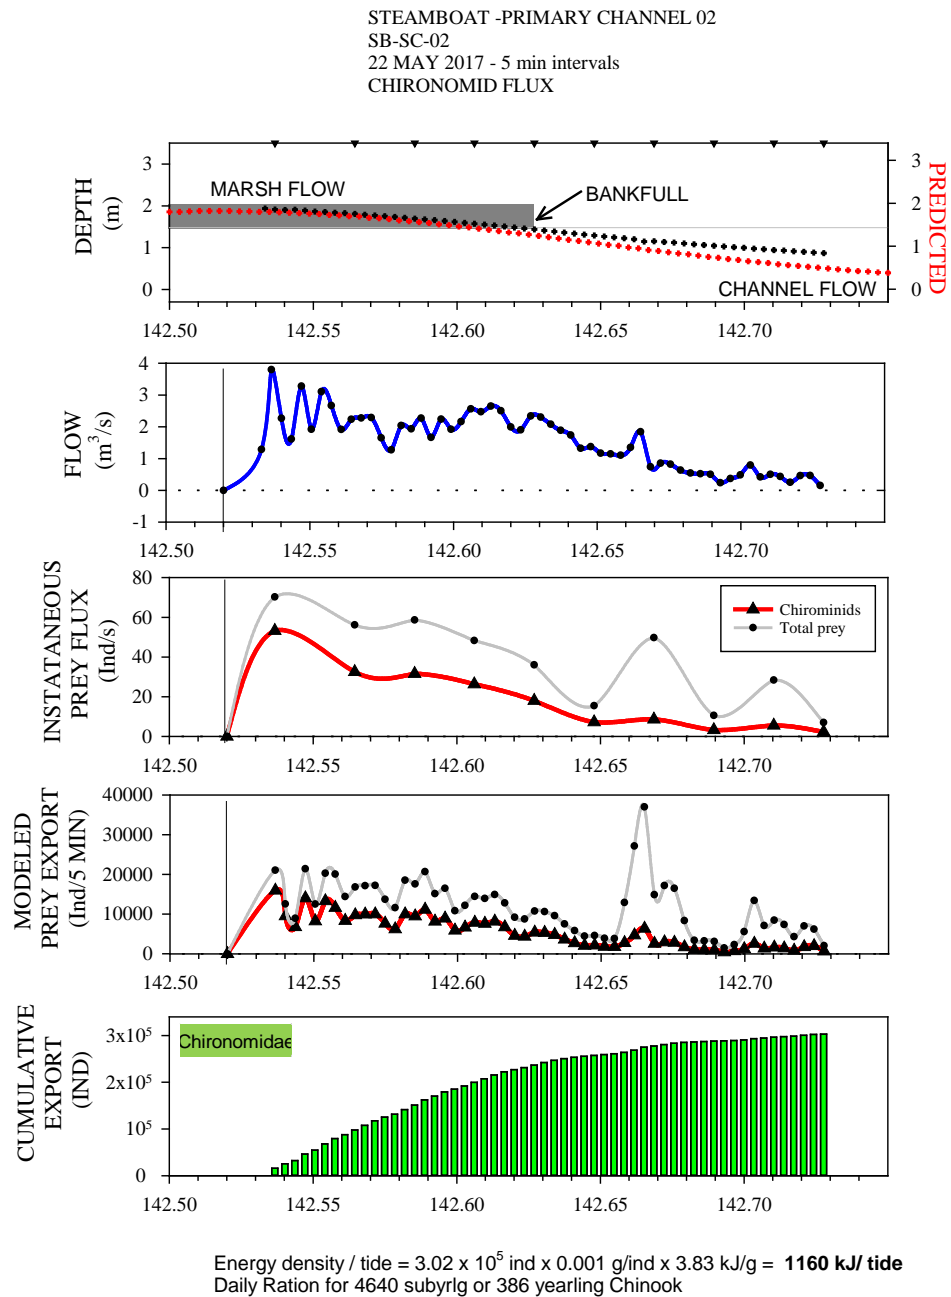 STEAMBOAT -PRIMARY CHANNEL 02
SB-SC-02
22 MAY 2017 - 5 min intervals
CHIRONOMID FLUX
DEPTH
(m)
3
2
1
0
MARSH FLOW
BANKFULL
CHANNEL FLOW
3
2
1
0
PREDICTED
142.50 142.55 142.60 142.65 142.70
FLOW
(m³/s)
4
3
2
1
0
-1
142.50 142.55 142.60 142.65 142.70
INSTATANEOUS
PREY FLUX
(Ind/s)
80
60
40
20
0
Chirominids
Total prey
142.50 142.55 142.60 142.65 142.70
MODELED
PREY EXPORT
(Ind/5 MIN)
40000
30000
20000
10000
0
142.50 142.55 142.60 142.65 142.70
CUMULATIVE
EXPORT
(IND)
3x10⁵
2x10⁵
10⁵
0
Chironomidae
142.50 142.55 142.60 142.65 142.70
Energy density / tide = 3.02 x 10⁵ ind x 0.001 g/ind x 3.83 kJ/g = 1160 kJ/ tide
Daily Ration for 4640 subyrlg or 386 yearling Chinook